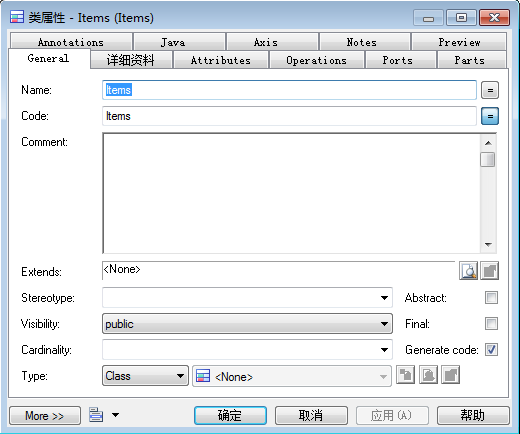 类属性 - Items (Items)
Annotations Java Axis Notes Preview
General 详细资料 Attributes Operations Ports Parts
Name: Items =
Code: Items =
Comment:
Extends: <None>
Stereotype: Abstract:
Visibility: public Final:
Cardinality: Generate code:
Type: Class <None>
More >> 确定 取消 应用(A) 帮助